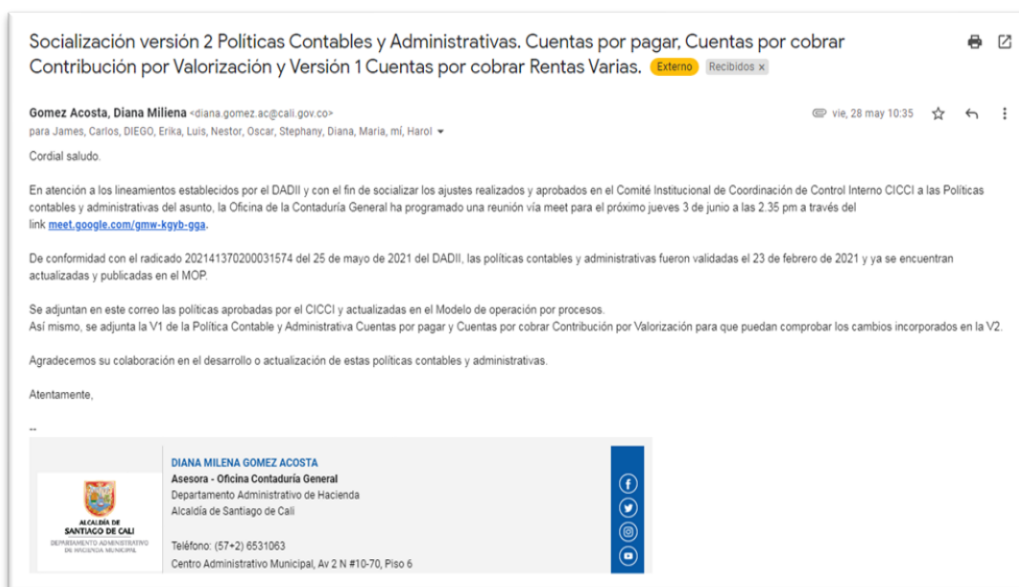 Socialización versión 2 Políticas Contables y Administrativas. Cuentas por pagar, Cuentas por cobrar
Contribución por Valorización y Versión 1 Cuentas por cobrar Rentas Varias. Externo Recibidos x
Gomez Acosta, Diana Miliena <diana.gomez.ac@cali.gov.co> vie, 28 may 10:35
para James, Carlos, DIEGO, Erika, Luis, Nestor, Oscar, Stephany, Diana, Maria, mí, Harol
Cordial saludo.
En atención a los lineamientos establecidos por el DADII y con el fin de socializar los ajustes realizados y aprobados en el Comité Institucional de Coordinación de Control Interno CICCI a las Políticas
contables y administrativas del asunto, la Oficina de la Contaduría General ha programado una reunión vía meet para el próximo jueves 3 de junio a las 2.35 pm a través del
link meet.google.com/gmw-kgyb-gga.
De conformidad con el radicado 202141370200031574 del 25 de mayo de 2021 del DADII, las políticas contables y administrativas fueron validadas el 23 de febrero de 2021 y ya se encuentran
actualizadas y publicadas en el MOP.
Se adjuntan en este correo las políticas aprobadas por el CICCI y actualizadas en el Modelo de operación por procesos.
Así mismo, se adjunta la V1 de la Política Contable y Administrativa Cuentas por pagar y Cuentas por cobrar Contribución por Valorización para que puedan comprobar los cambios incorporados en la V2.
Agradecemos su colaboración en el desarrollo o actualización de estas políticas contables y administrativas.
Atentamente,
--
DIANA MILENA GOMEZ ACOSTA
Asesora - Oficina Contaduría General
Departamento Administrativo de Hacienda
Alcaldía de Santiago de Cali
Teléfono: (57+2) 6531063
Centro Administrativo Municipal, Av 2 N #10-70, Piso 6
ALCALDÍA DE
SANTIAGO DE CALI
DEPARTAMENTO ADMINISTRATIVO
DE HACIENDA MUNICIPAL